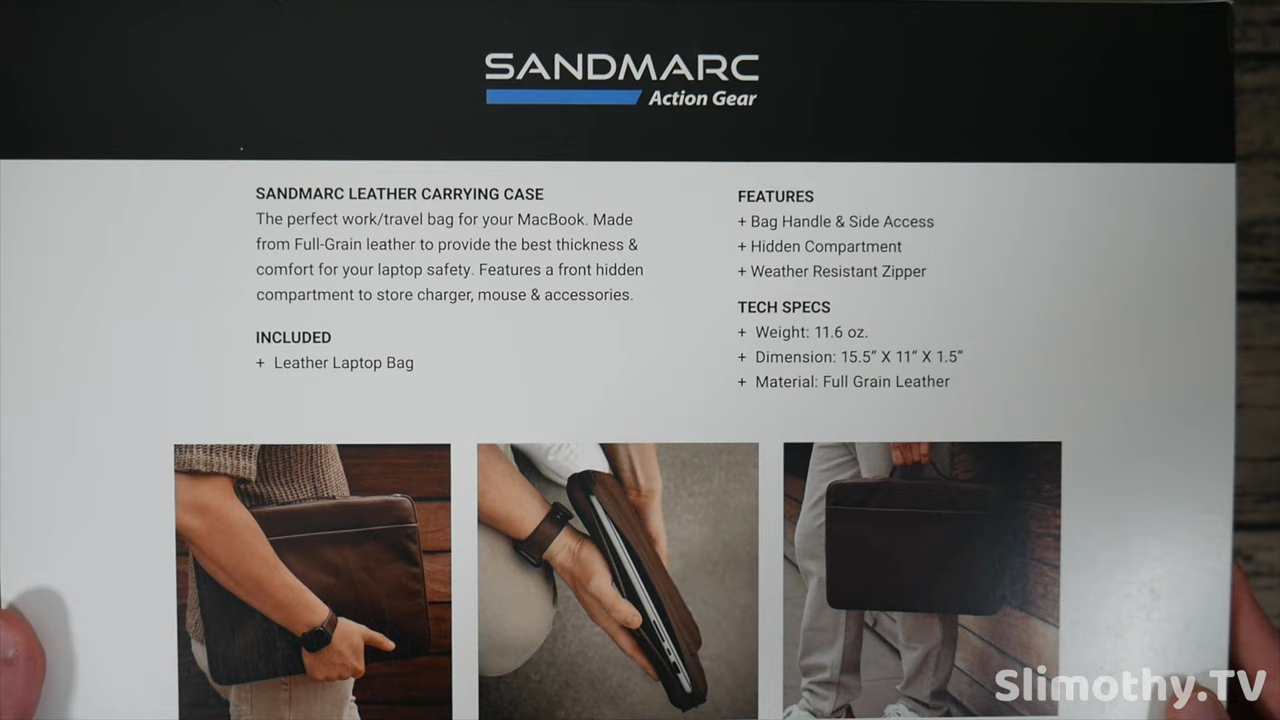 SANDMARC
Action Gear
SANDMARC LEATHER CARRYING CASE
The perfect work/travel bag for your MacBook. Made
from Full-Grain leather to provide the best thickness &
comfort for your laptop safety. Features a front hidden
compartment to store charger, mouse & accessories.
INCLUDED
+ Leather Laptop Bag
FEATURES
+ Bag Handle & Side Access
+ Hidden Compartment
+ Weather Resistant Zipper
TECH SPECS
+ Weight: 11.6 oz.
+ Dimension: 15.5” X 11” X 1.5”
+ Material: Full Grain Leather
Slimothy.TV